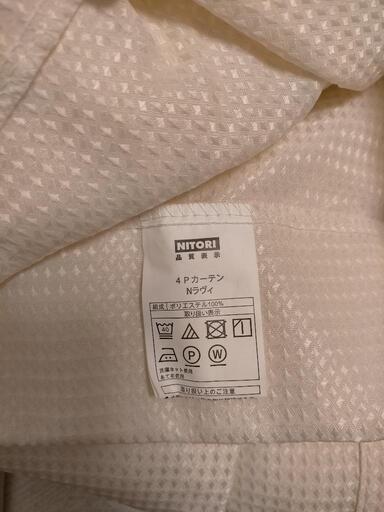 NITORI
品質表示
4Pカーテン
Nラヴィ
組成 ポリエステル100%
取り扱い表示
40
P W
洗濯ネット使用
あて布使用
取り扱い上のご注意